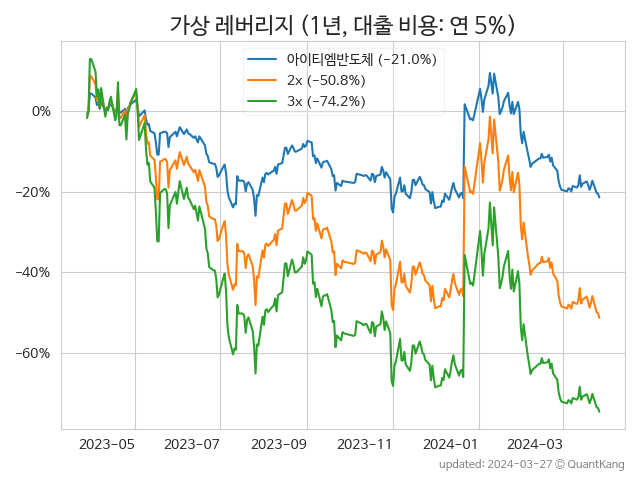 가상 레버리지 (1년, 대출 비용: 연 5%)
아이티엠반도체 (−21.0%)
2x (−50.8%)
3x (−74.2%)
0%
−20%
−40%
−60%
2023-05 2023-07 2023-09 2023-11 2024-01 2024-03
updated: 2024-03-27 © QuantKang